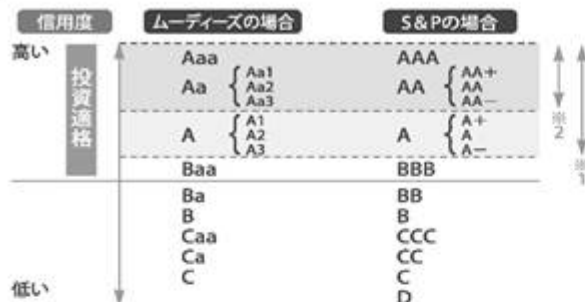 信用度 ムーディーズの場合 S&Pの場合
高い
投資適格
Aaa AAA
Aa { Aa1 Aa2 Aa3 AA { AA+ AA AA−
A { A1 A2 A3 A { A+ A A−
Baa BBB
Ba BB
B B
Caa CCC
Ca CC
C C
低い D
※2
※1